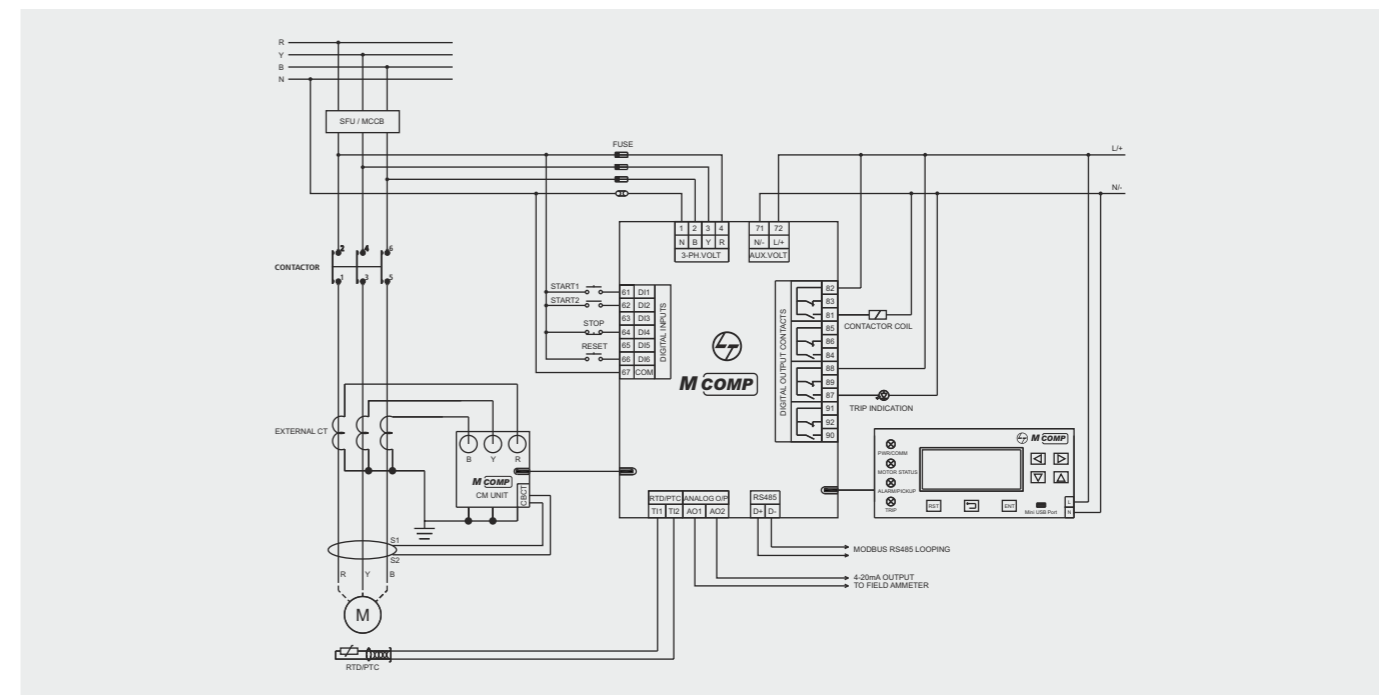 R
Y
B
N
SFU / MCCB
FUSE
L/+
N/-
1 2 3 4
N B Y R
3-PH.VOLT
71 72
N/- L/+
AUX.VOLT
2 4 6
CONTACTOR
1 3 5
START1
START2
STOP
RESET
61 DI1
62 DI2
63 DI3
64 DI4
65 DI5
66 DI6
67 COM
DIGITAL INPUTS
M COMP
DIGITAL OUTPUT CONTACTS
82
83
81
85
86
84
88
89
87
91
92
90
CONTACTOR COIL
TRIP INDICATION
EXTERNAL CT
B Y R
M COMP
CM UNIT
CBCT
M COMP
PWR/COMM
MOTOR STATUS
ALARM/PICKUP
TRIP
RST
ENT
Mini USB Port
L
N
RTD/PTC ANALOG O/P
TI1 TI2 AO1 AO2
RS485
D+ D-
MODBUS RS485 LOOPING
4-20mA OUTPUT
TO FIELD AMMETER
S1
S2
R Y B
M
RTD/PTC